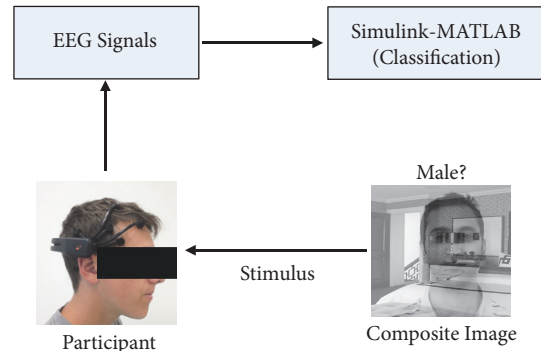 EEG Signals
Simulink-MATLAB
(Classification)
Male?
Stimulus
Participant
Composite Image